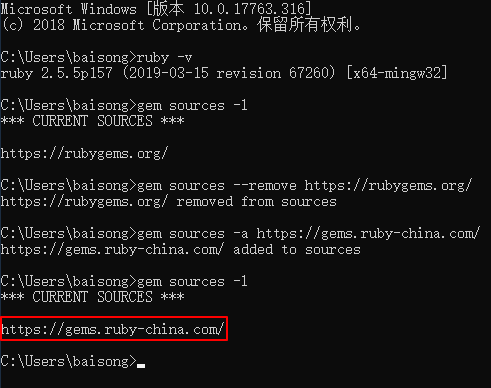 Microsoft Windows [版本 10.0.17763.316]
(c) 2018 Microsoft Corporation。保留所有权利。
C:\Users\baisong>ruby -v
ruby 2.5.5p157 (2019-03-15 revision 67260) [x64-mingw32]
C:\Users\baisong>gem sources -l
*** CURRENT SOURCES ***
https://rubygems.org/
C:\Users\baisong>gem sources --remove https://rubygems.org/
https://rubygems.org/ removed from sources
C:\Users\baisong>gem sources -a https://gems.ruby-china.com/
https://gems.ruby-china.com/ added to sources
C:\Users\baisong>gem sources -l
*** CURRENT SOURCES ***
https://gems.ruby-china.com/
C:\Users\baisong>